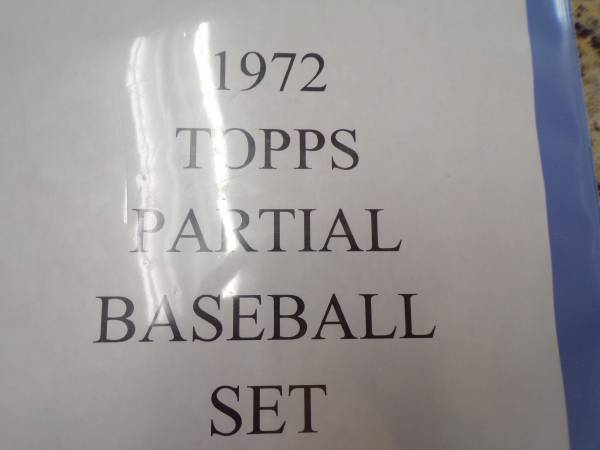 1972
TOPPS
PARTIAL
BASEBALL
SET